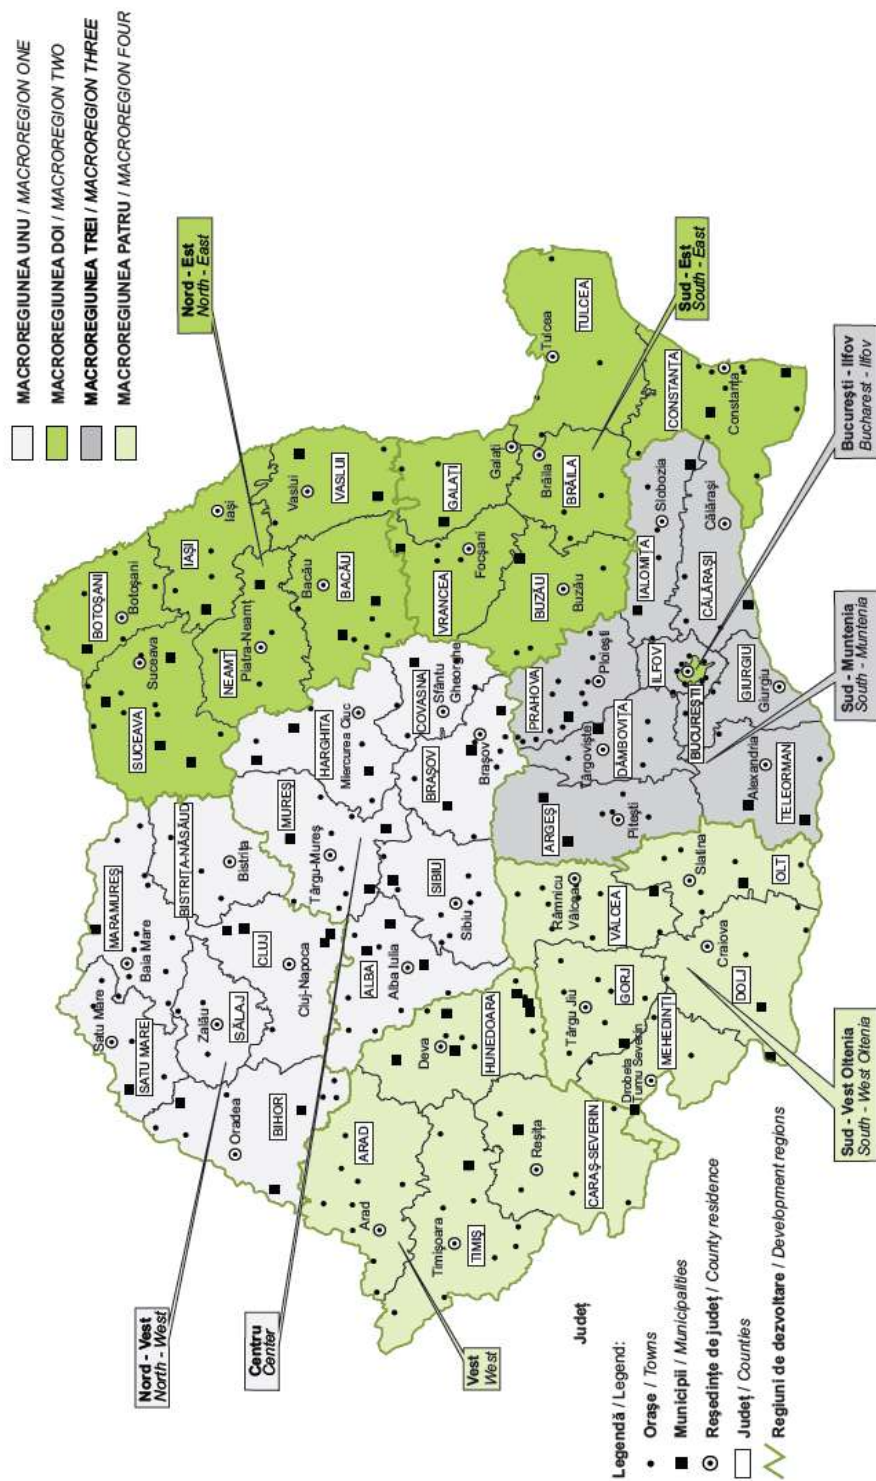 MACROREGIUNEA UNU / MACROREGION ONE
MACROREGIUNEA DOI / MACROREGION TWO
MACROREGIUNEA TREI / MACROREGION THREE
MACROREGIUNEA PATRU / MACROREGION FOUR
Nord - Vest
North - West
Centru
Center
Vest
West
Nord - Est
North - East
Sud - Est
South - East
București - Ilfov
Bucharest - Ilfov
Sud - Muntenia
South - Muntenia
Sud - Vest Oltenia
South - West Oltenia
SATU MARE
Satu Mare
MARAMUREȘ
Baia Mare
BIHOR
Oradea
SĂLAJ
Zalău
CLUJ
Cluj-Napoca
BISTRIȚA-NĂSĂUD
Bistrița
SUCEAVA
Suceava
BOTOȘANI
Botoșani
IAȘI
Iași
NEAMȚ
Piatra-Neamț
BACĂU
Bacău
VASLUI
Vaslui
MUREȘ
Târgu-Mureș
HARGHITA
Miercurea Ciuc
COVASNA
Sfântu
Gheorghe
BRAȘOV
Brașov
SIBIU
Sibiu
ALBA
Alba Iulia
ARAD
Arad
TIMIȘ
Timișoara
HUNEDOARA
Deva
CARAȘ-SEVERIN
Reșița
GORJ
Târgu Jiu
MEHEDINȚI
Drobeta
Turnu Severin
VÂLCEA
Râmnicu
Vâlcea
DOLJ
Craiova
OLT
Slatina
ARGEȘ
Pitești
DÂMBOVIȚA
Târgoviște
PRAHOVA
Ploiești
TELEORMAN
Alexandria
GIURGIU
Giurgiu
ILFOV
BUCUREȘTI
IALOMIȚA
Slobozia
CĂLĂRAȘI
Călărași
VRANCEA
Focșani
GALAȚI
Galați
BUZĂU
Buzău
BRĂILA
Brăila
TULCEA
Tulcea
CONSTANȚA
Constanța
Județ
Legendă / Legend:
Orașe / Towns
Municipii / Municipalities
Reședințe de județ / County residence
Județ / Counties
Regiuni de dezvoltare / Development regions